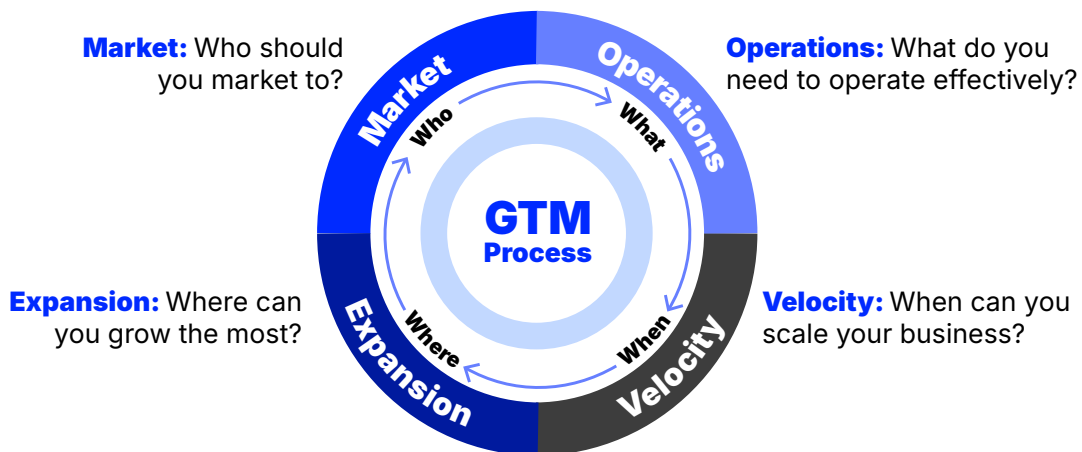 Market: Who should
you market to?
Operations: What do you
need to operate effectively?
Market
Operations
Who
What
GTM
Process
Expansion: Where can
you grow the most?
Velocity: When can you
scale your business?
Where
When
Expansion
Velocity